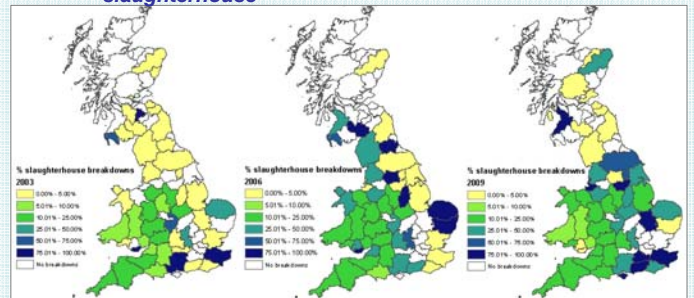 slaughterhouse
% slaughterhouse breakdowns
2003
0.00% - 5.00%
5.01% - 10.00%
10.01% - 25.00%
25.01% - 50.00%
50.01% - 75.00%
75.01% - 100.00%
No breakdowns
% slaughterhouse breakdowns
2006
0.00% - 5.00%
5.01% - 10.00%
10.01% - 25.00%
25.01% - 50.00%
50.01% - 75.00%
75.01% - 100.00%
No breakdowns
% slaughterhouse breakdowns
2009
0.00% - 5.00%
5.01% - 10.00%
10.01% - 25.00%
25.01% - 50.00%
50.01% - 75.00%
75.01% - 100.00%
No breakdowns